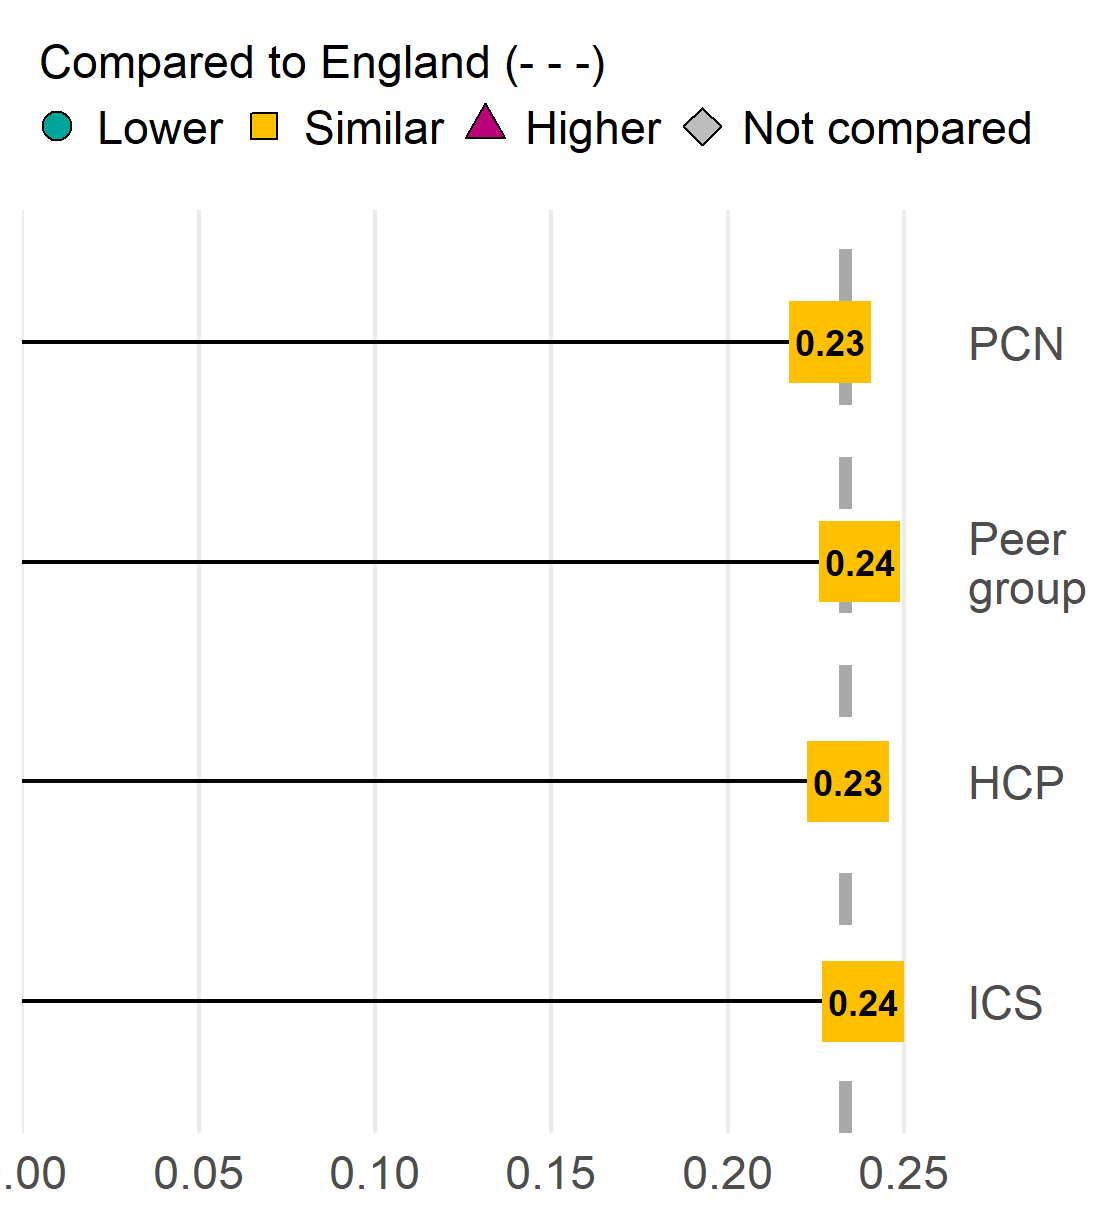 Compared to England (- - -)
Lower Similar Higher Not compared
0.23 PCN
Peer
0.24
group
0.23 HCP
0.24 ICS
.00 0.05 0.10 0.15 0.20 0.25